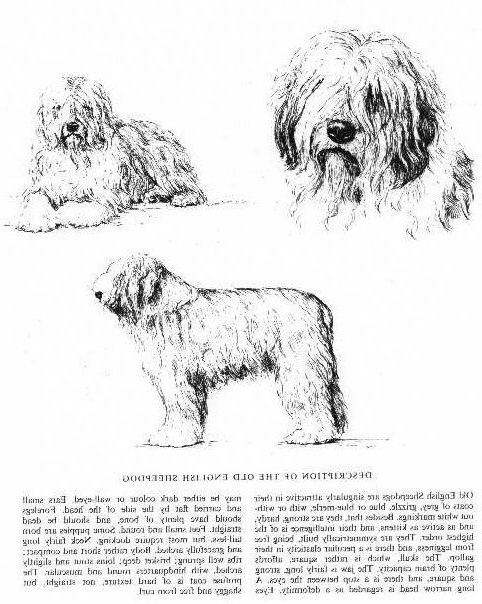 DESCRIPTION OF THE OLD ENGLISH SHEEPDOG
Old English Sheepdogs are singularly attractive in their
coats of grey, grizzle, blue or blue-merle, with or with-
out white markings. Besides that, they are strong, hardy,
and as active as kittens, and their intelligence is of the
highest order. They are symmetrically built, being free
from legginess, and there is a peculiar elasticity in their
gallop. The skull, which is rather square, affords
plenty of brain capacity. The jaw is fairly long, strong
and square, and there is a stop between the eyes. A
long narrow head is regarded as a deformity. Eyes
may be either dark colour or wall-eyed. Ears small
and carried flat by the side of the head. Forelegs
should have plenty of bone, and should be dead
straight. Feet small and round. Some puppies are born
tail-less, but most require docking. Neck fairly long
and gracefully arched. Body rather short and compact;
ribs well sprung; brisket deep; loins stout and slightly
arched, with hindquarters round and muscular. The
profuse coat is of hard texture, not straight, but
shaggy and free from curl.